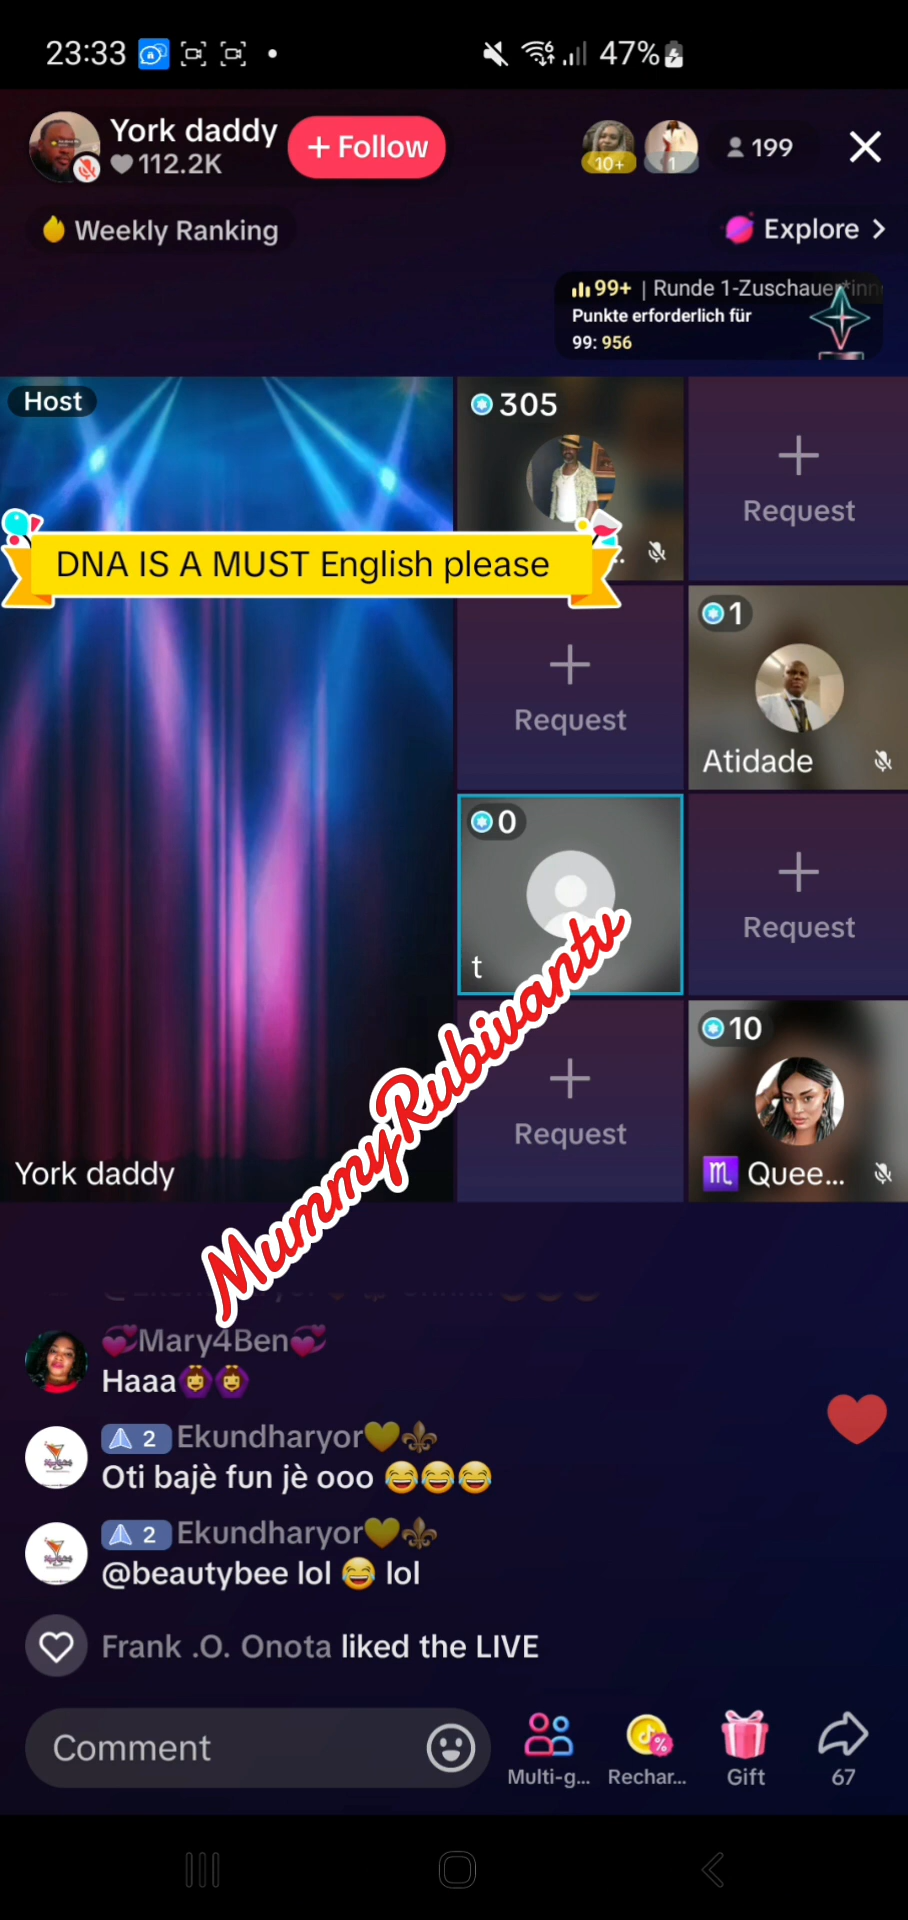 23:33
47%
York daddy
112.2K
+ Follow
10+
1
199
Weekly Ranking
Explore >
99+ | Runde 1-Zuschauer*inn
Punkte erforderlich für
99: 956
Host
305
Request
DNA IS A MUST English please
1
Request
Atidade
0
t
Request
10
Request
York daddy
Quee...
MummyRubivantv
Mary4Ben
Haaa
2 Ekundharyor
Oti bajè fun jè ooo
2 Ekundharyor
@beautybee lol lol
Frank .O. Onota liked the LIVE
Comment
Multi-g...
Rechar...
Gift
67